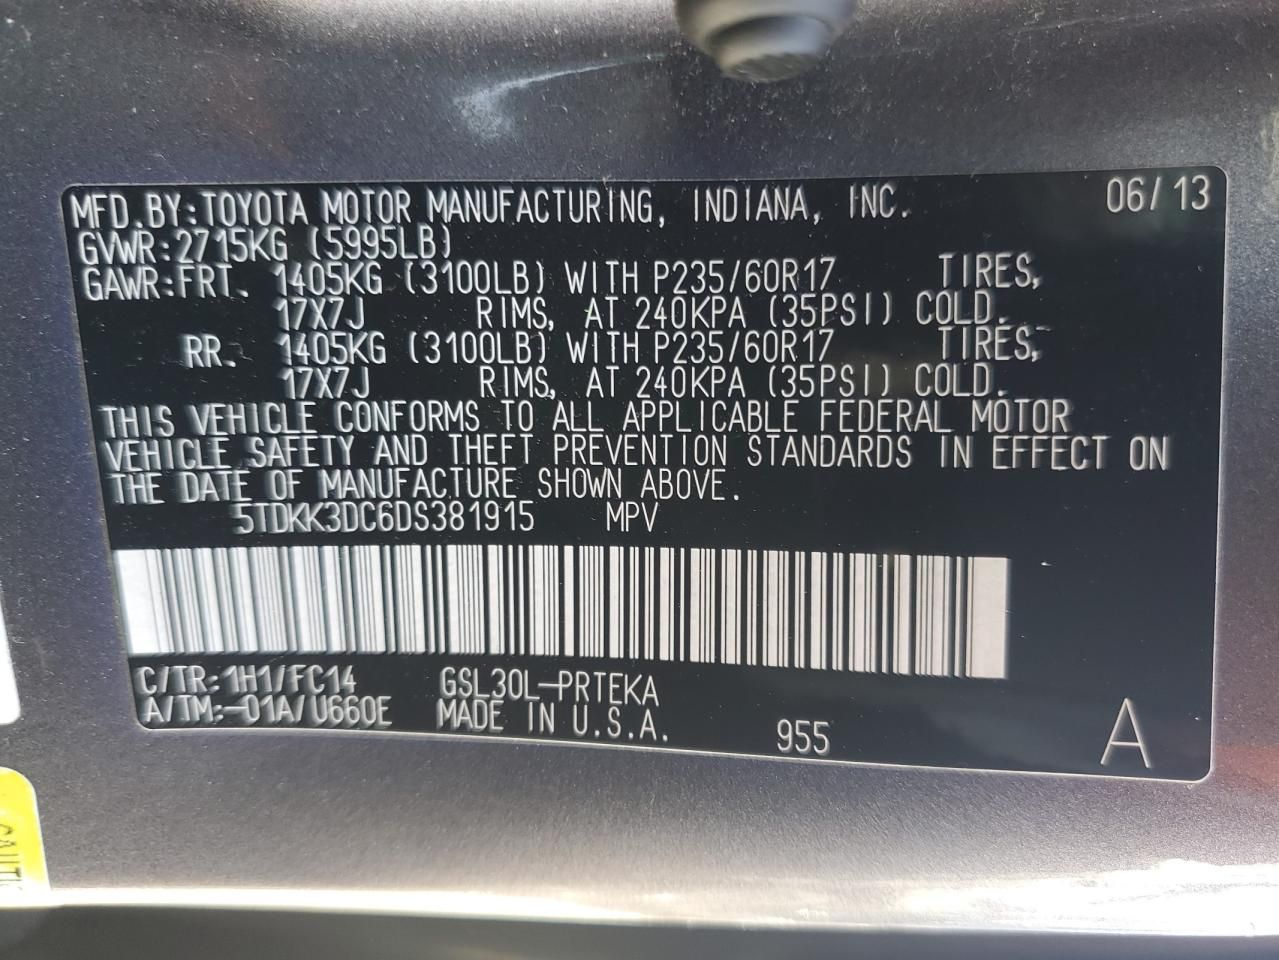 MFD.BY:TOYOTA MOTOR MANUFACTURING, INDIANA, INC. 06/13
GVWR:2715KG (5995LB)
GAWR:FRT. 1405KG (3100LB) WITH P235/60R17 TIRES,
17X7J RIMS, AT 240KPA (35PSI) COLD.
RR. 1405KG (3100LB) WITH P235/60R17 TIRES,
17X7J RIMS, AT 240KPA (35PSI) COLD.
THIS VEHICLE CONFORMS TO ALL APPLICABLE FEDERAL MOTOR
VEHICLE SAFETY AND THEFT PREVENTION STANDARDS IN EFFECT ON
THE DATE OF MANUFACTURE SHOWN ABOVE.
5TDKK3DC6DS381915 MPV
C/TR:1H1/FC14 GSL30L-PRTEKA
A/TM:-01A/U660E MADE IN U.S.A. 955 A